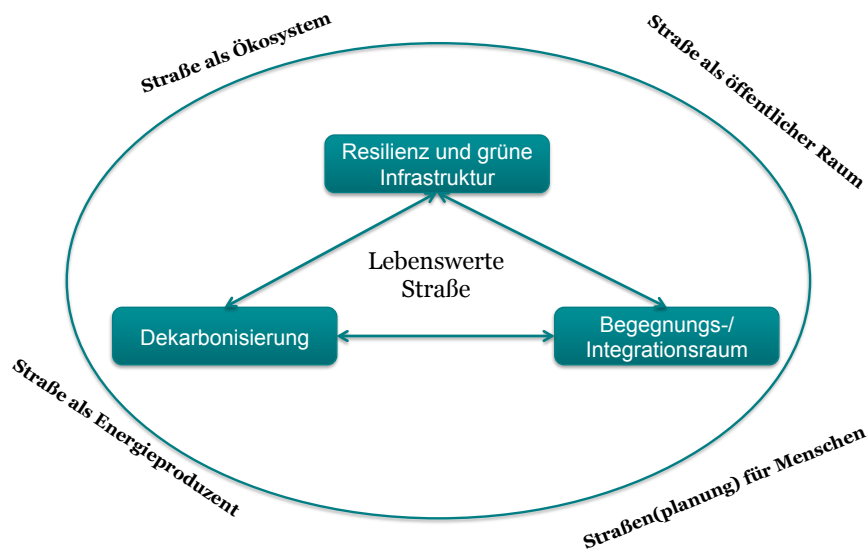 Straße als Ökosystem
Straße als
öffentlicher Raum
Resilienz und grüne
Infrastruktur
Lebenswerte
Straße
Dekarbonisierung
Begegnungs-/
Integrationsraum
Straße als Energieproduzent
Straßen(planung) für Menschen